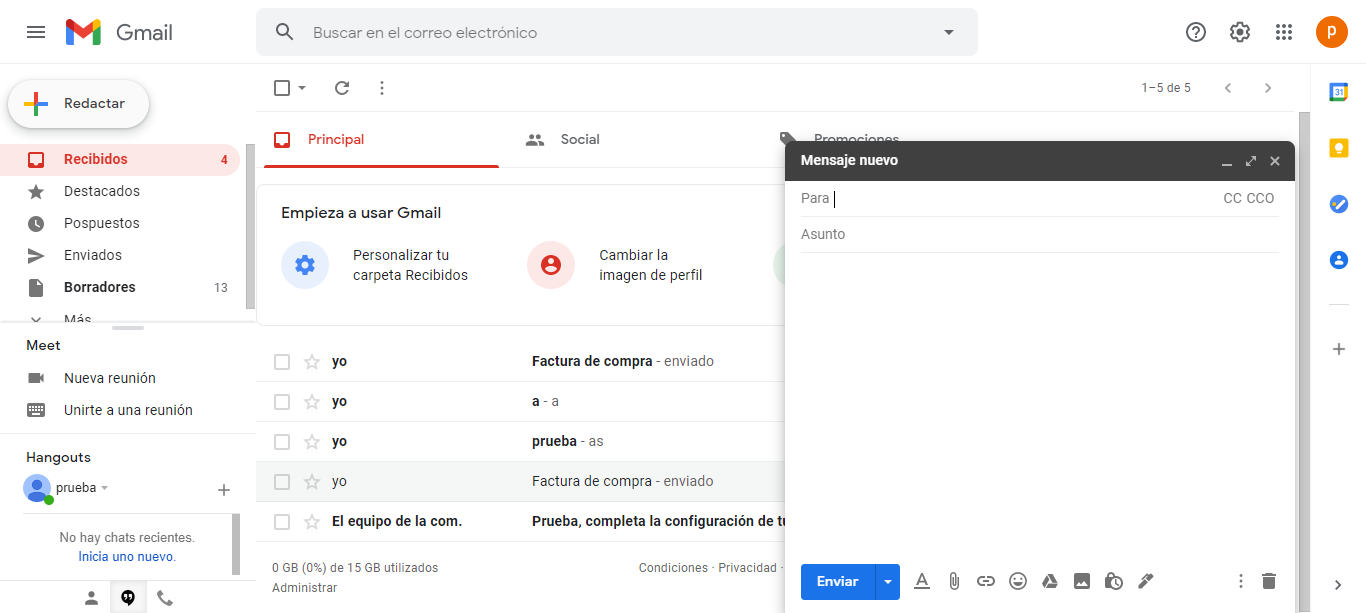 Gmail
Buscar en el correo electrónico
p
Redactar
1–5 de 5
31
Recibidos 4
Destacados
Pospuestos
Enviados
Borradores 13
Más
Principal
Social
Promociones
Empieza a usar Gmail
Personalizar tu
carpeta Recibidos
Cambiar la
imagen de perfil
Meet
Nueva reunión
Unirte a una reunión
Hangouts
prueba
No hay chats recientes.
Inicia uno nuevo.
yo Factura de compra - enviado
yo a - a
yo prueba - as
yo Factura de compra - enviado
El equipo de la com. Prueba, completa la configuración de tu
0 GB (0%) de 15 GB utilizados
Administrar
Condiciones · Privacidad ·
Mensaje nuevo
Para
CC CCO
Asunto
Enviar